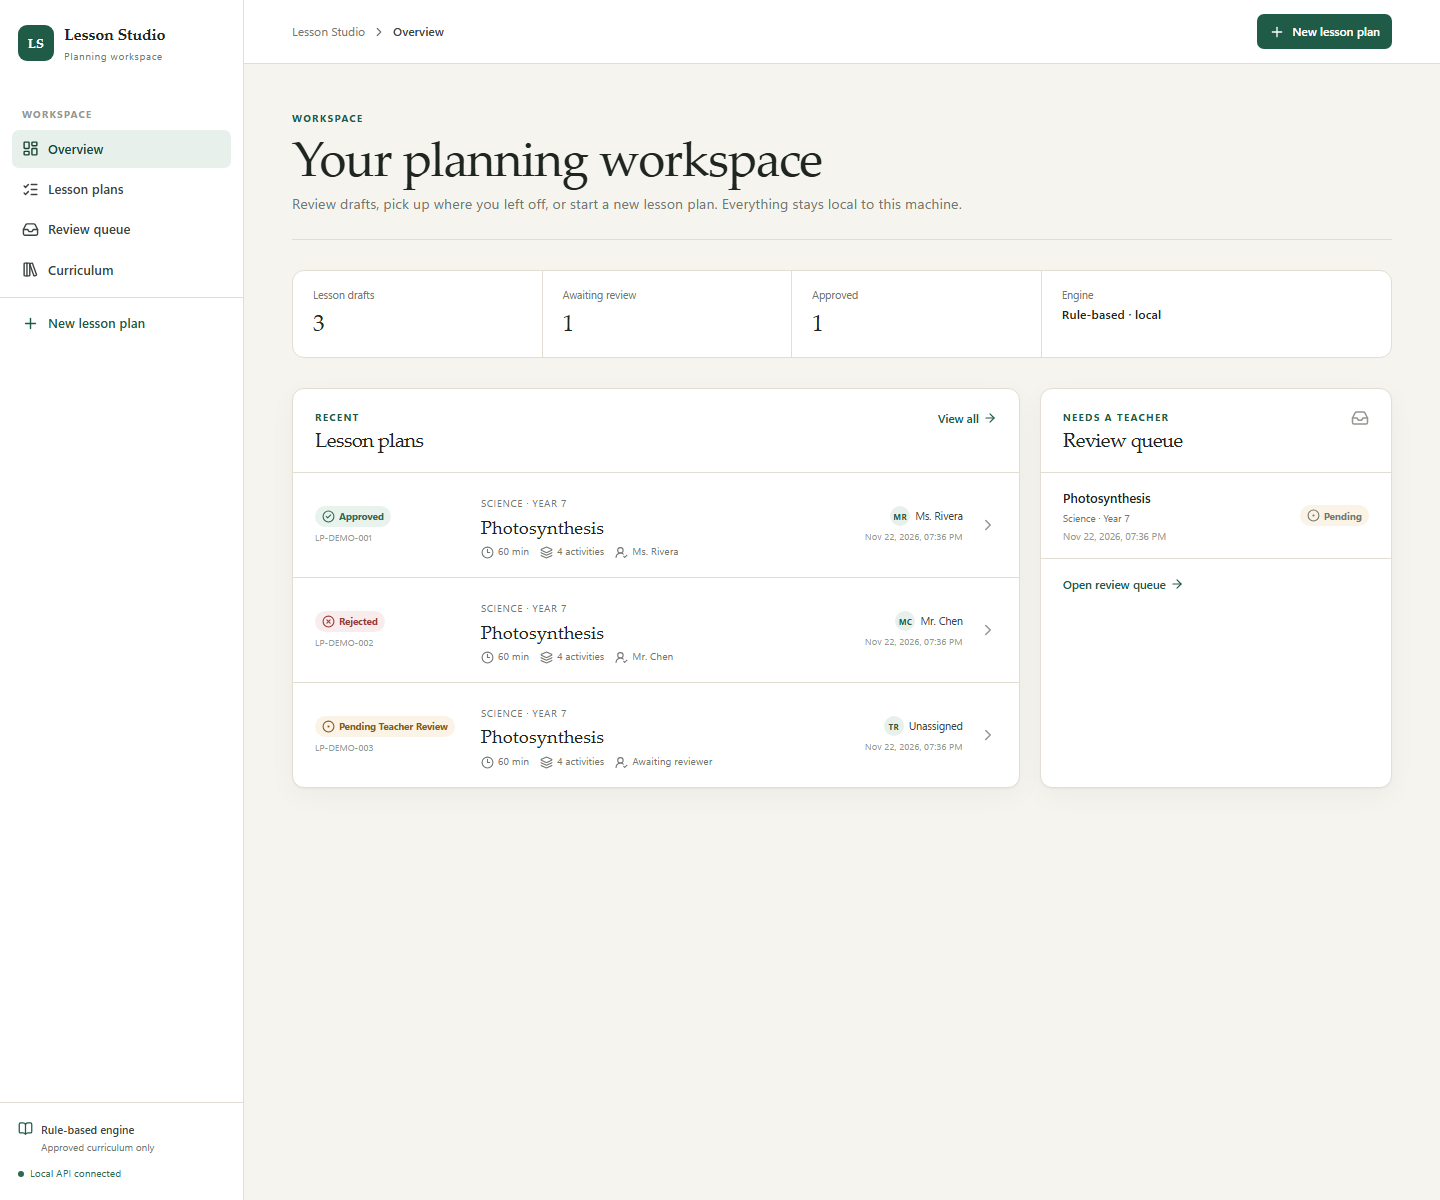 LS
Lesson Studio
Planning workspace
WORKSPACE
Overview
Lesson plans
Review queue
Curriculum
New lesson plan
Rule-based engine
Approved curriculum only
Local API connected
Lesson Studio > Overview
New lesson plan
WORKSPACE
Your planning workspace
Review drafts, pick up where you left off, or start a new lesson plan. Everything stays local to this machine.
Lesson drafts
3
Awaiting review
1
Approved
1
Engine
Rule-based · local
RECENT
Lesson plans
View all →
Approved
LP-DEMO-001
SCIENCE · YEAR 7
Photosynthesis
60 min 4 activities Ms. Rivera
MR Ms. Rivera
Nov 22, 2026, 07:36 PM
Rejected
LP-DEMO-002
SCIENCE · YEAR 7
Photosynthesis
60 min 4 activities Mr. Chen
MC Mr. Chen
Nov 22, 2026, 07:36 PM
Pending Teacher Review
LP-DEMO-003
SCIENCE · YEAR 7
Photosynthesis
60 min 4 activities Awaiting reviewer
TR Unassigned
Nov 22, 2026, 07:36 PM
NEEDS A TEACHER
Review queue
Photosynthesis
Science · Year 7
Nov 22, 2026, 07:36 PM
Pending
Open review queue →